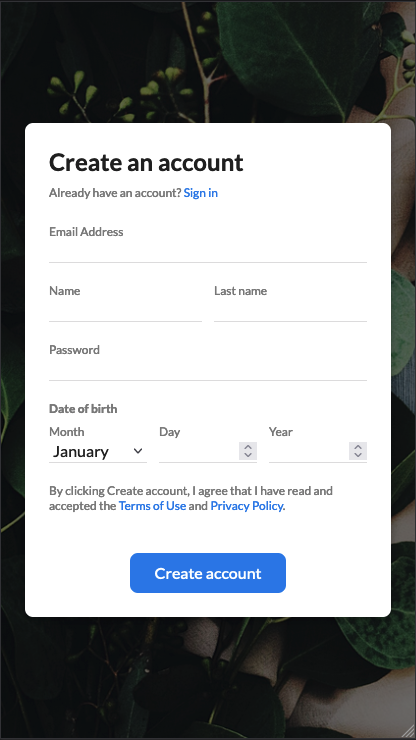 Create an account
Already have an account? Sign in
Email Address
Name Last name
Password
Date of birth
Month Day Year
January
By clicking Create account, I agree that I have read and
accepted the Terms of Use and Privacy Policy.
Create account